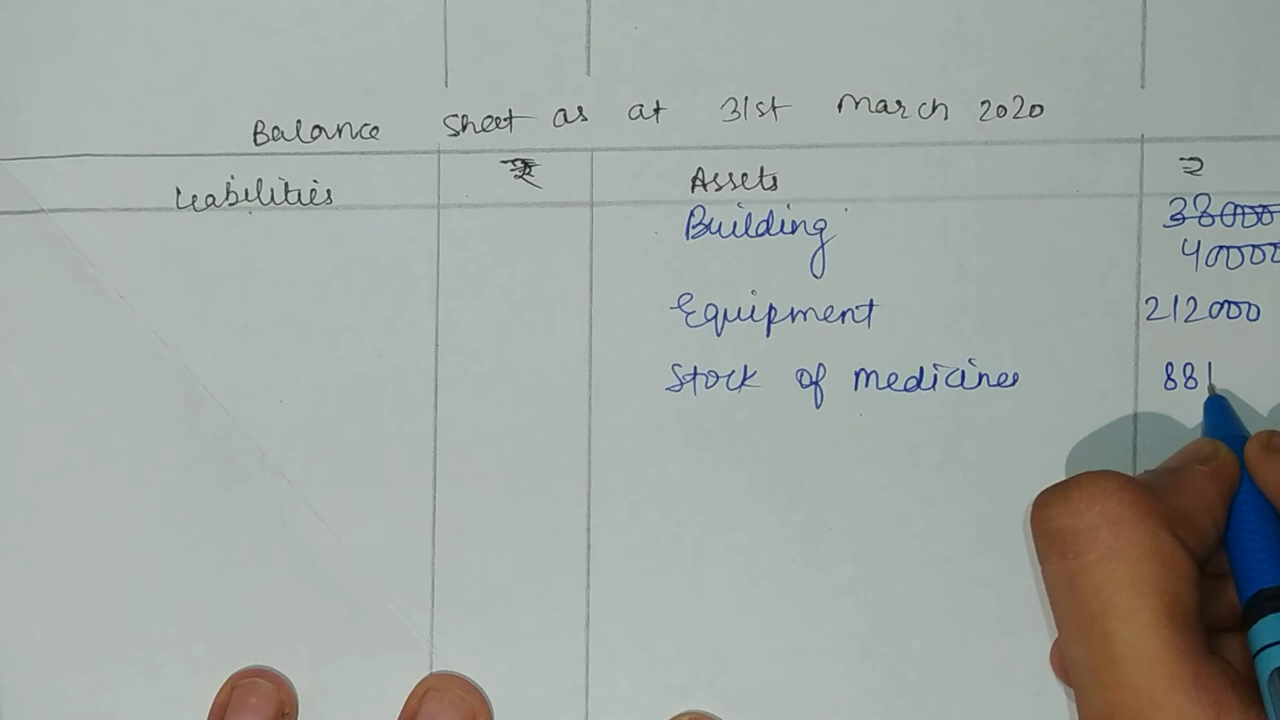 Balance Sheet as at 31st March 2020
Liabilities ₹ Assets ₹
Building 38000
40000
Equipment 212000
Stock of medicines 881